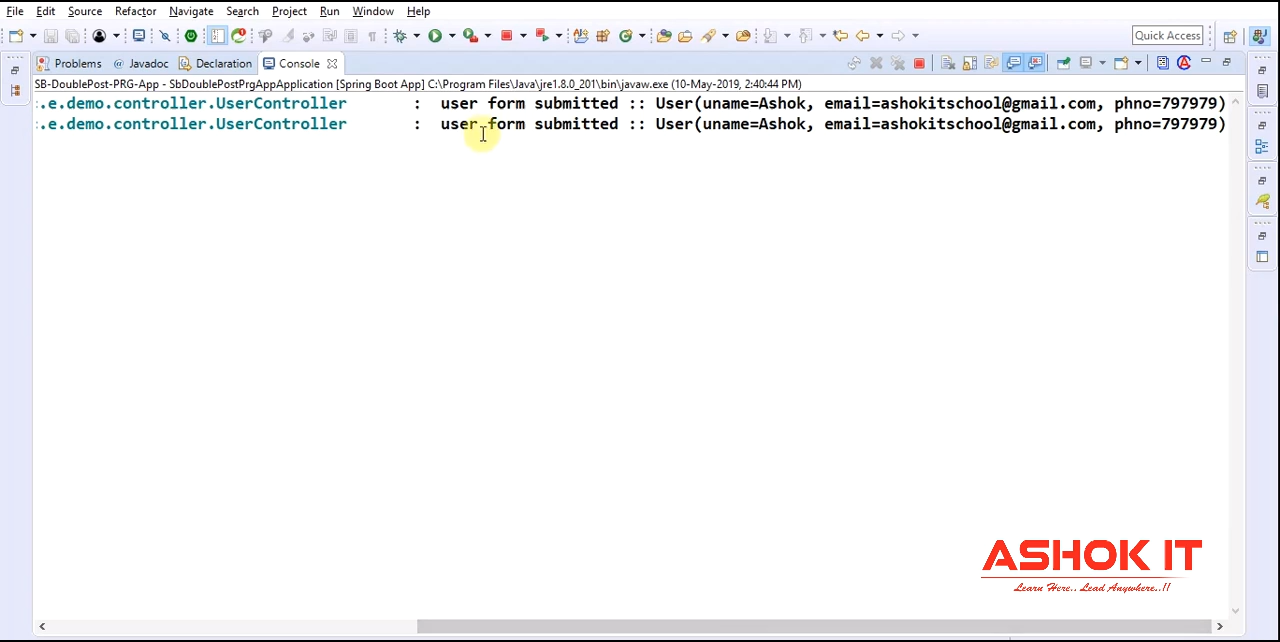 File Edit Source Refactor Navigate Search Project Run Window Help
Quick Access
Problems @ Javadoc Declaration Console
SB-DoublePost-PRG-App - SbDoublePostPrgAppApplication [Spring Boot App] C:\Program Files\Java\jre1.8.0_201\bin\javaw.exe (10-May-2019, 2:40:44 PM)
:.e.demo.controller.UserController : user form submitted :: User(uname=Ashok, email=ashokitschool@gmail.com, phno=797979)
:.e.demo.controller.UserController : user form submitted :: User(uname=Ashok, email=ashokitschool@gmail.com, phno=797979)
ASHOK IT
Learn Here.. Lead Anywhere..!!